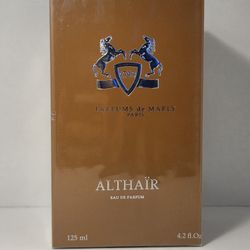 PARFUMS de MARLY
PARIS
ALTHAÏR
EAU DE PARFUM
125 ml 4.2 fl.Oz